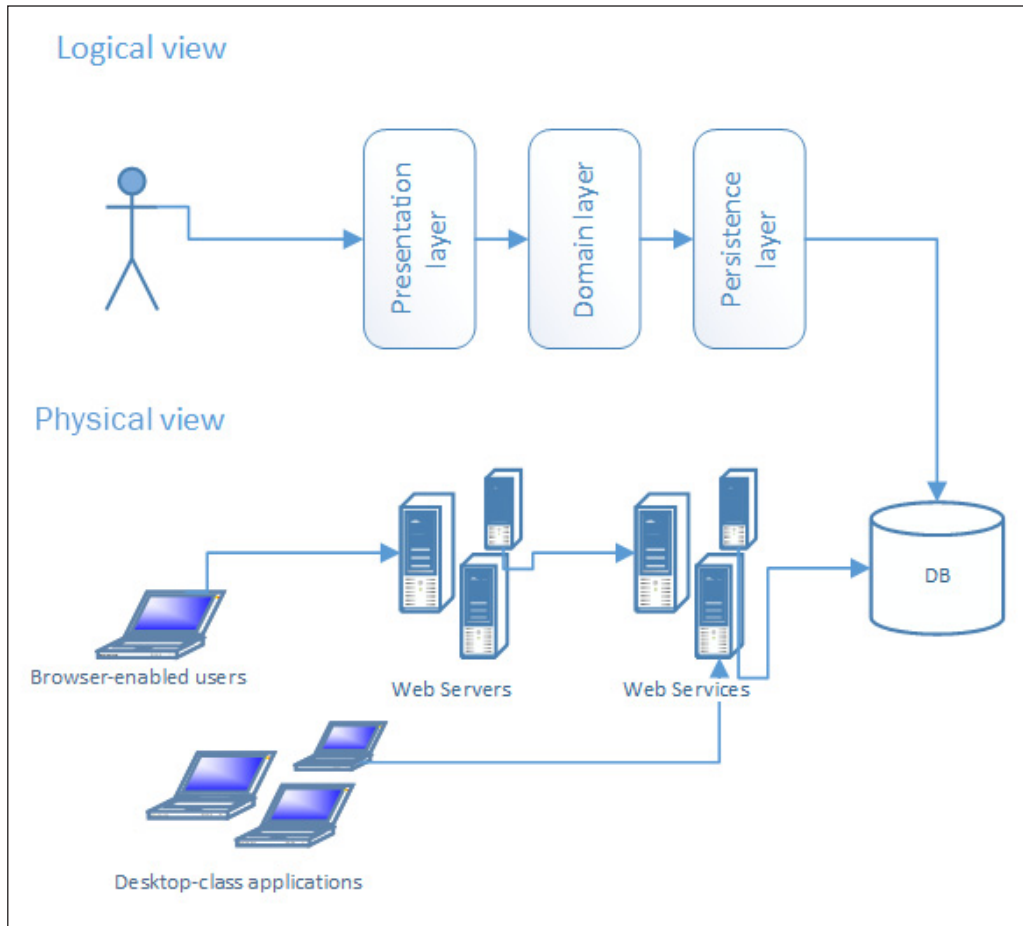 Logical view
Presentation
layer
Domain layer
Persistence
layer
Physical view
DB
Browser-enabled users
Web Servers
Web Services
Desktop-class applications